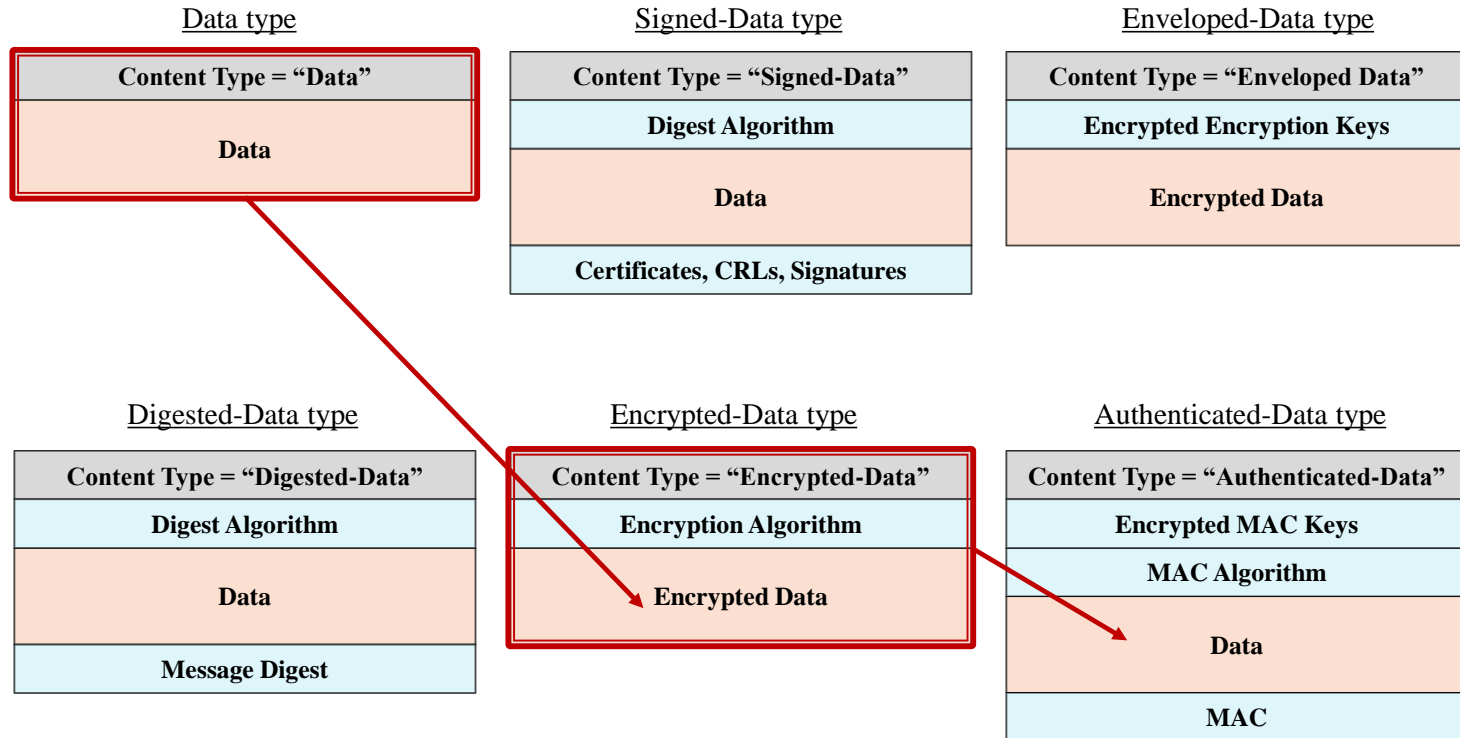 Data type
Content Type = “Data”
Data
Signed-Data type
Content Type = “Signed-Data”
Digest Algorithm
Data
Certificates, CRLs, Signatures
Enveloped-Data type
Content Type = “Enveloped Data”
Encrypted Encryption Keys
Encrypted Data
Digested-Data type
Content Type = “Digested-Data”
Digest Algorithm
Data
Message Digest
Encrypted-Data type
Content Type = “Encrypted-Data”
Encryption Algorithm
Encrypted Data
Authenticated-Data type
Content Type = “Authenticated-Data”
Encrypted MAC Keys
MAC Algorithm
Data
MAC